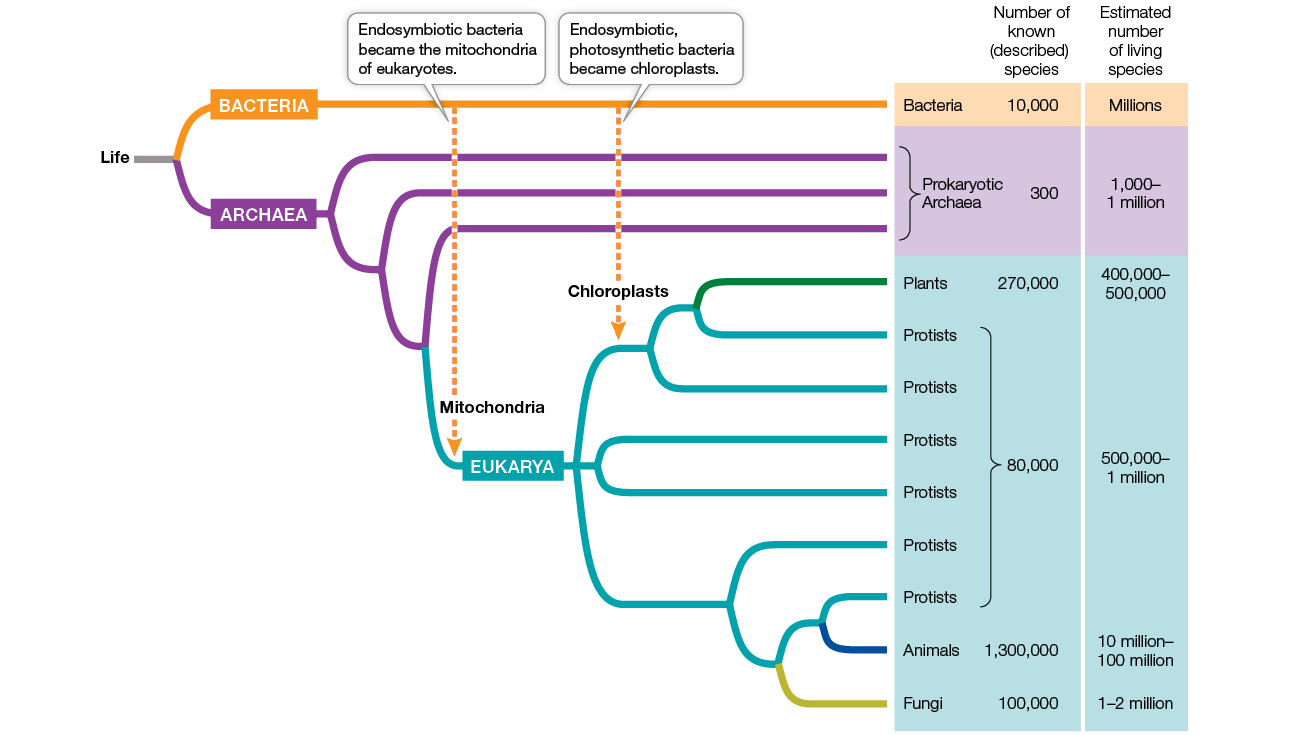 Endosymbiotic bacteria
became the mitochondria
of eukaryotes.
Endosymbiotic,
photosynthetic bacteria
became chloroplasts.
Number of
known
(described)
species
Estimated
number
of living
species
Life
BACTERIA
ARCHAEA
Chloroplasts
Mitochondria
EUKARYA
Bacteria 10,000 Millions
Prokaryotic
Archaea
300
1,000–
1 million
Plants 270,000
400,000–
500,000
Protists
Protists
Protists
Protists
Protists
Protists
80,000
500,000–
1 million
Animals 1,300,000
10 million–
100 million
Fungi 100,000 1–2 million